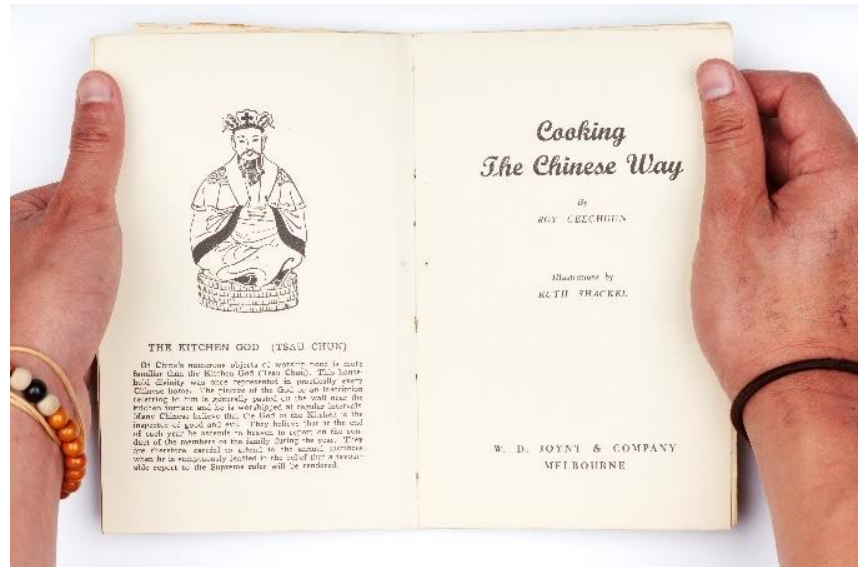 THE KITCHEN GOD (TSAU CHUN)
Of China's numerous objects of worship none is more
familiar than the Kitchen God (Tsau Chun). This house-
hold divinity was once represented in practically every
Chinese home. The picture of the God or an inscription
referring to him is generally pasted on the wall near the
kitchen furnace and he is worshipped at regular intervals.
Many Chinese believe that the God of the Kitchen is the
inspector of good and evil. They believe that at the end
of each year he ascends to heaven to report on the con-
duct of the members of the family during the year. They
are therefore careful to attend to the annual sacrifices
when he is sumptuously feasted in the belief that a favour-
able report to the Supreme ruler will be rendered.
Cooking
The Chinese Way
By
ROY GEECHOUN
Illustrations by
RUTH SHACKEL
W. D. JOYNT & COMPANY
MELBOURNE